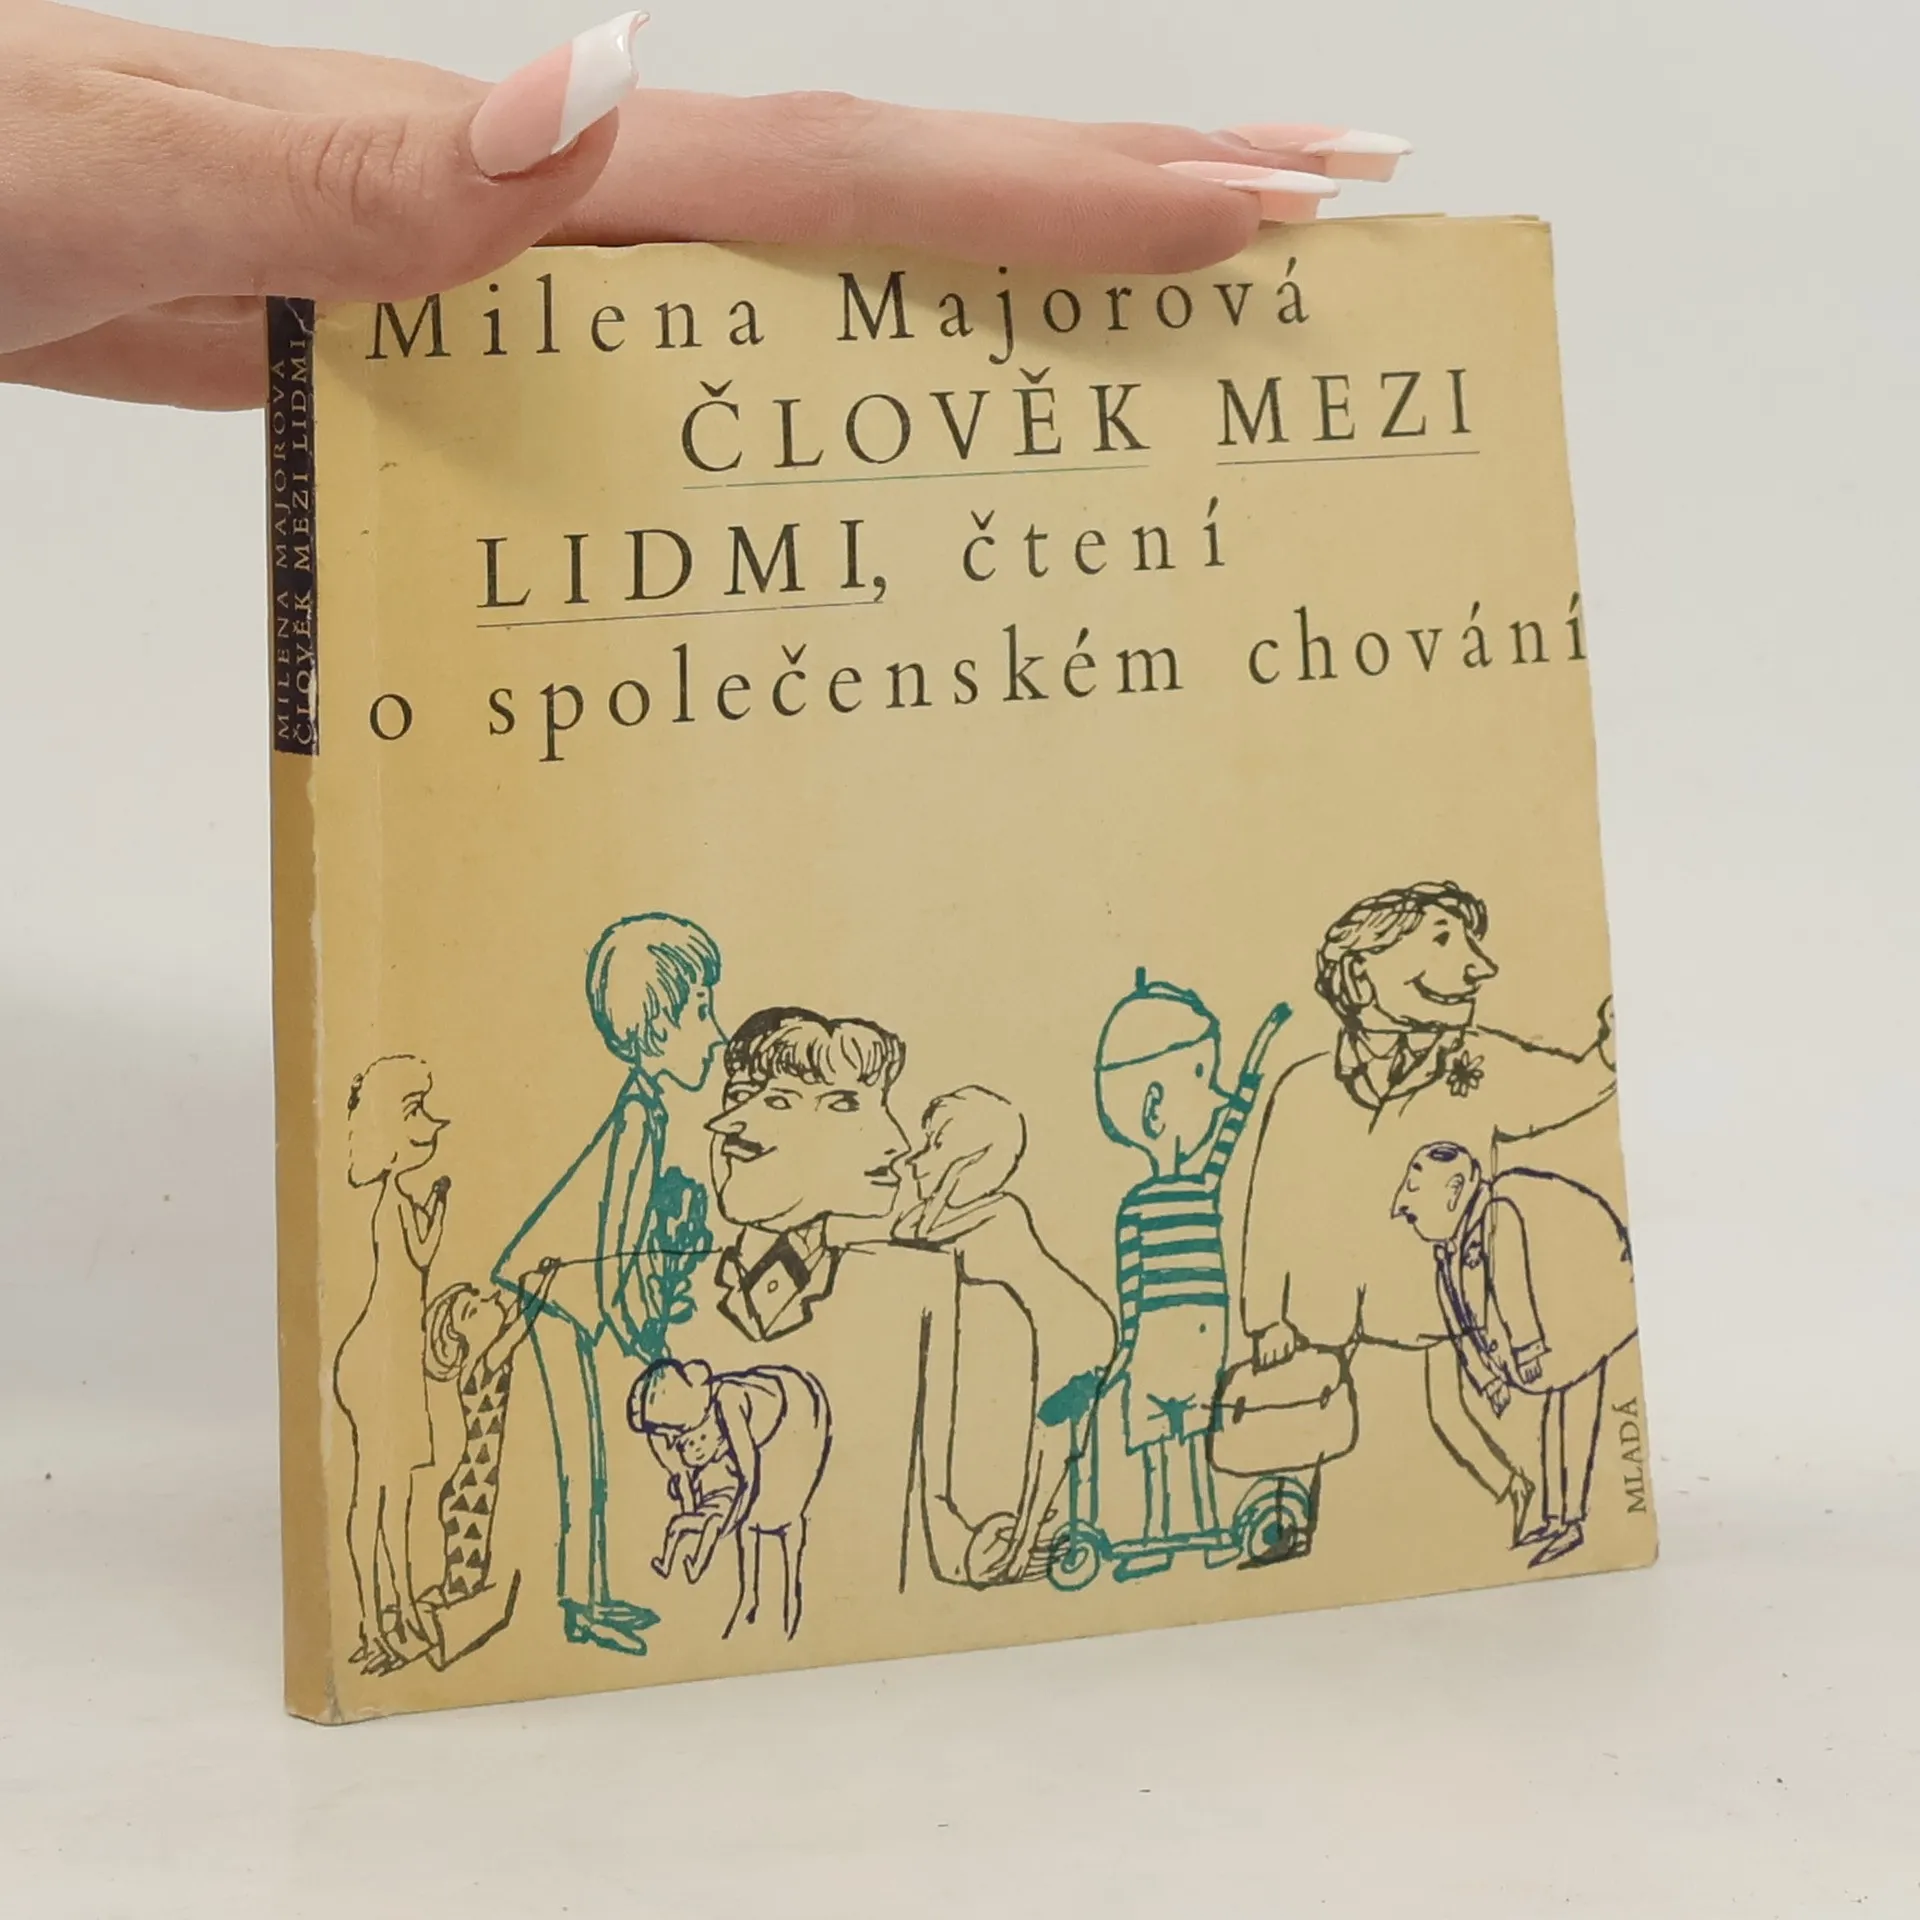 Milena Majorová
ČLOVĚK MEZI
LIDMI, čtení
o společenském chování
MILENA MAJOROVÁ
ČLOVĚK MEZI LIDMI
MLADÁ